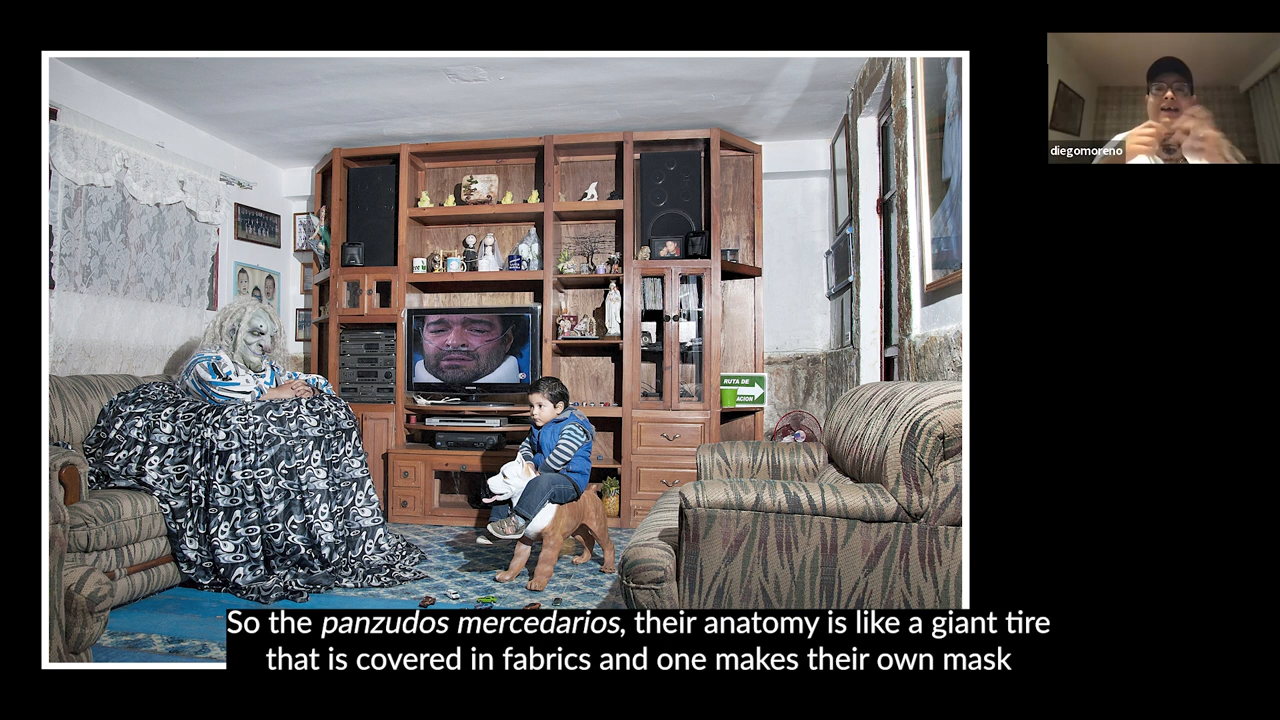 diegomoreno
RUTA DE
ACION
So the panzudos mercedarios, their anatomy is like a giant tire
that is covered in fabrics and one makes their own mask